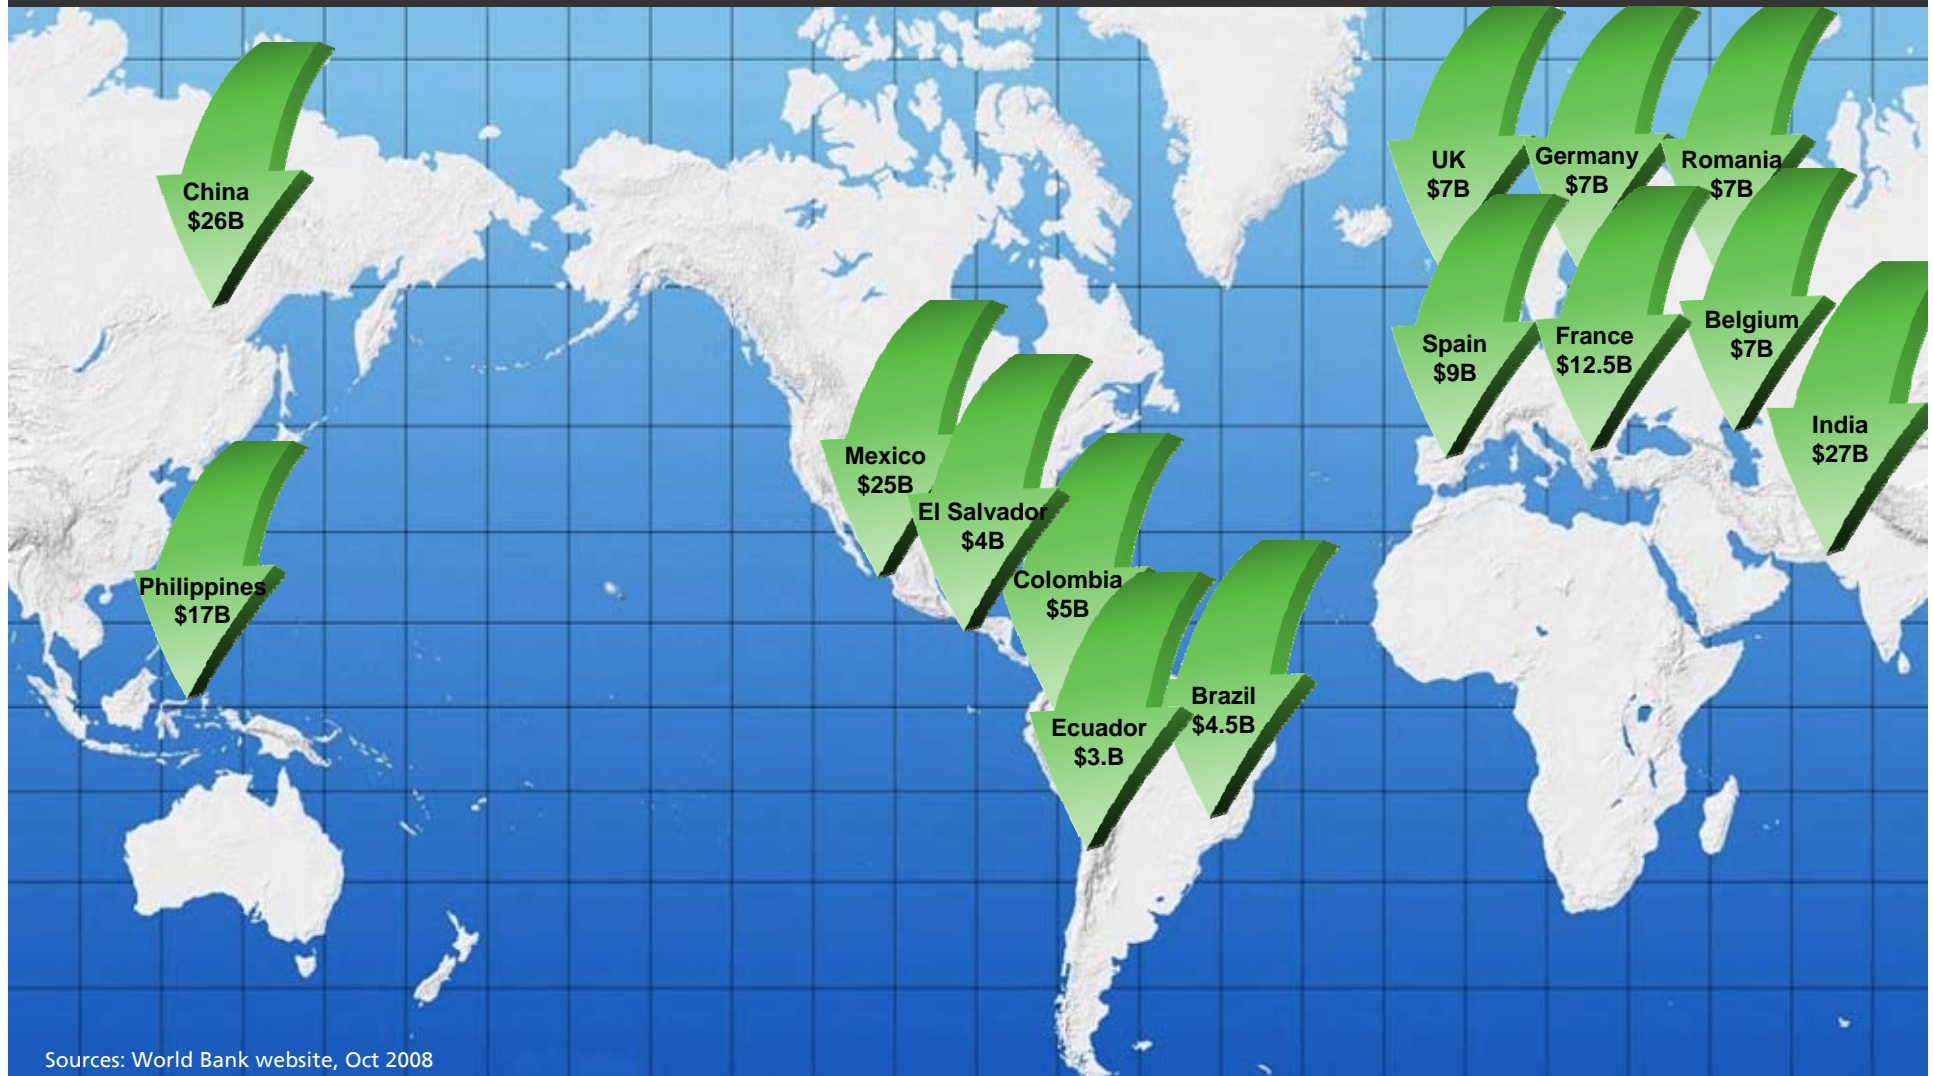 China
$26B
UK
$7B
Germany
$7B
Romania
$7B
Spain
$9B
France
$12.5B
Belgium
$7B
India
$27B
Mexico
$25B
El Salvador
$4B
Philippines
$17B
Colombia
$5B
Ecuador
$3.B
Brazil
$4.5B
Sources: World Bank website, Oct 2008